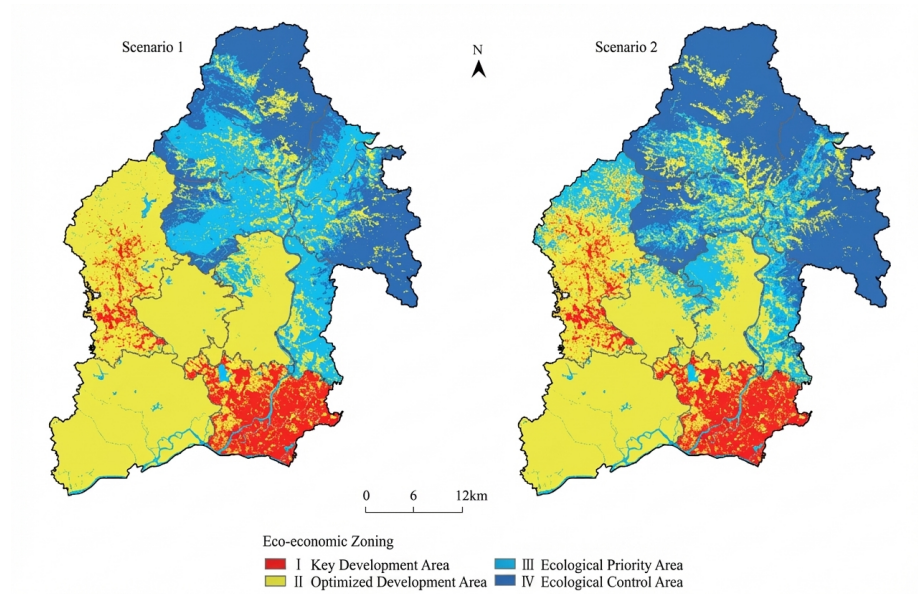 Scenario 1
N
Scenario 2
0 6 12km
Eco-economic Zoning
I Key Development Area
III Ecological Priority Area
II Optimized Development Area
IV Ecological Control Area